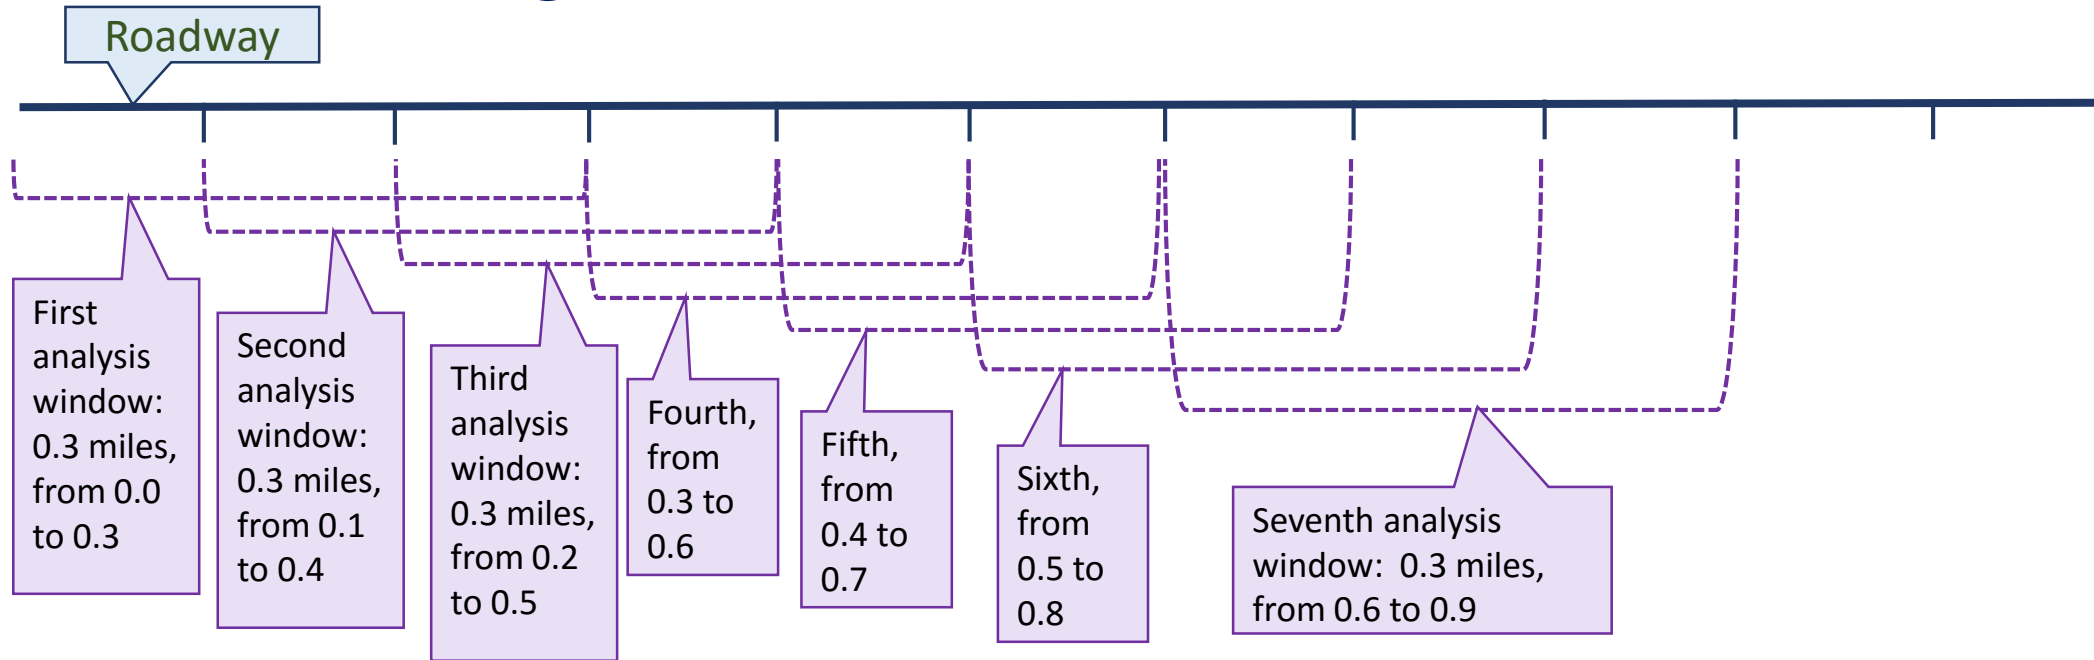 Roadway
First
analysis
window:
0.3 miles,
from 0.0
to 0.3
Second
analysis
window:
0.3 miles,
from 0.1
to 0.4
Third
analysis
window:
0.3 miles,
from 0.2
to 0.5
Fourth,
from
0.3 to
0.6
Fifth,
from
0.4 to
0.7
Sixth,
from
0.5 to
0.8
Seventh analysis
window:  0.3 miles,
from 0.6 to 0.9